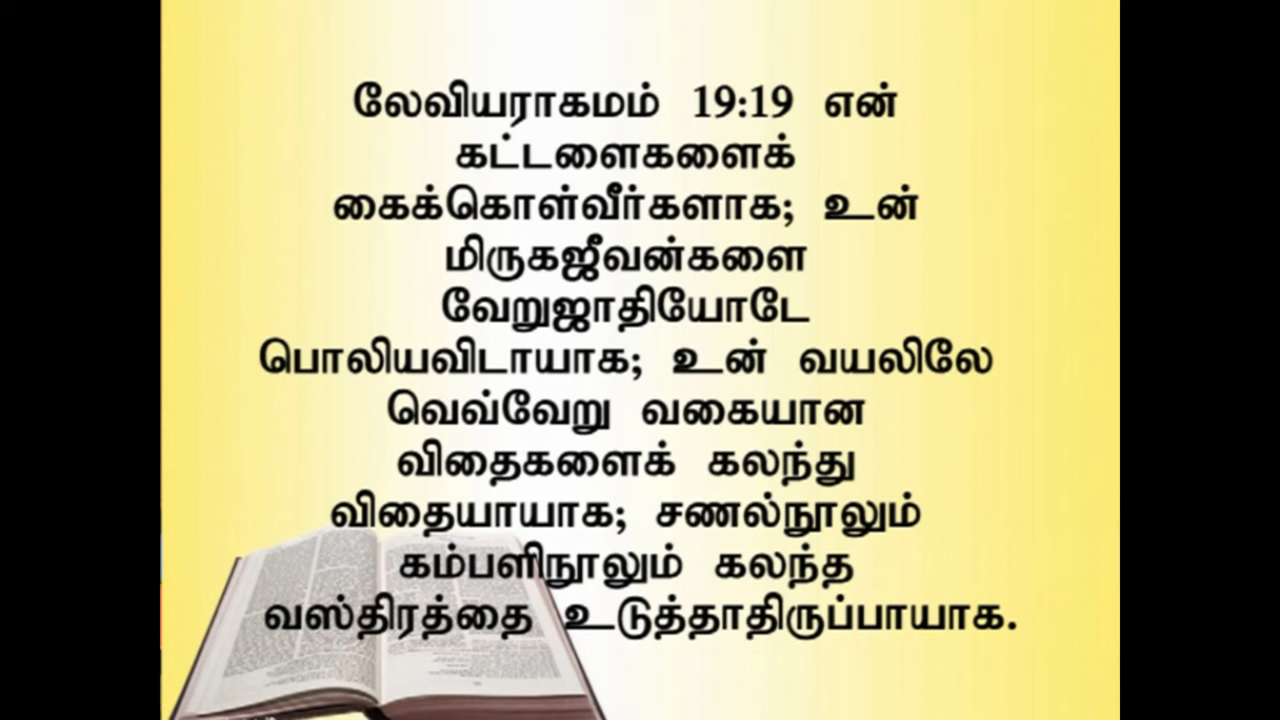 லேவியராகமம் 19:19 என்
கட்டளைகளைக்
கைக்கொள்வீர்களாக; உன்
மிருகஜீவன்களை
வேறுஜாதியோடே
பொலியவிடாயாக; உன் வயலிலே
வெவ்வேறு வகையான
விதைகளைக் கலந்து
விதையாயாக; சணல்நூலும்
கம்பளிநூலும் கலந்த
வஸ்திரத்தை உடுத்தாதிருப்பாயாக.